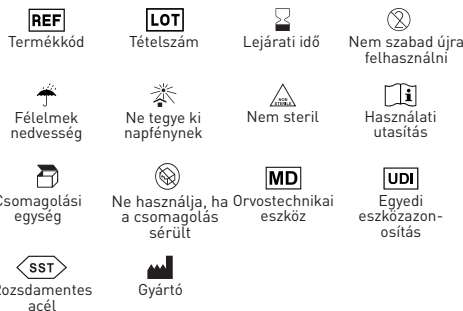 REF LOT 2
Termékkód Tételszám Lejárati idő Nem szabad újra
felhasználni
NON
STERILE
i
Félelmek
nedvesség
Ne tegye ki
napfénynek
Nem steril
Használati
utasítás
MD UDI
Csomagolási
egység
Ne használja, ha
a csomagolás
sérült
Orvostechnikai
eszköz
Egyedi
eszközazon-
osítás
SST
Rozsdamentes
acél
Gyártó